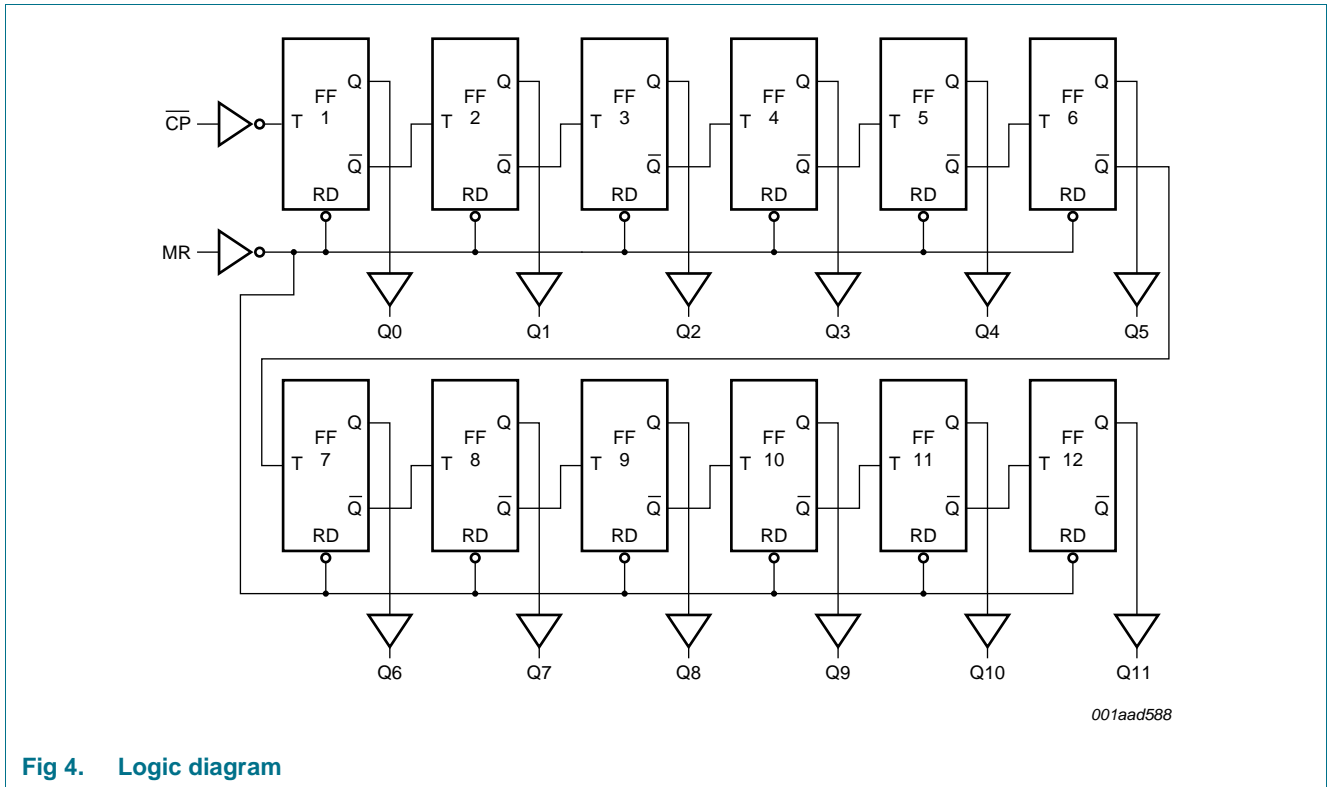 Q Q Q Q Q Q
FF FF FF FF FF FF
C̅P̅ T 1 T 2 T 3 T 4 T 5 T 6
Q̅ Q̅ Q̅ Q̅ Q̅ Q̅
RD RD RD RD RD RD
MR
Q0 Q1 Q2 Q3 Q4 Q5
Q Q Q Q Q Q
FF FF FF FF FF FF
T 7 T 8 T 9 T 10 T 11 T 12
Q̅ Q̅ Q̅ Q̅ Q̅ Q̅
RD RD RD RD RD RD
Q6 Q7 Q8 Q9 Q10 Q11
001aad588
Fig 4. Logic diagram